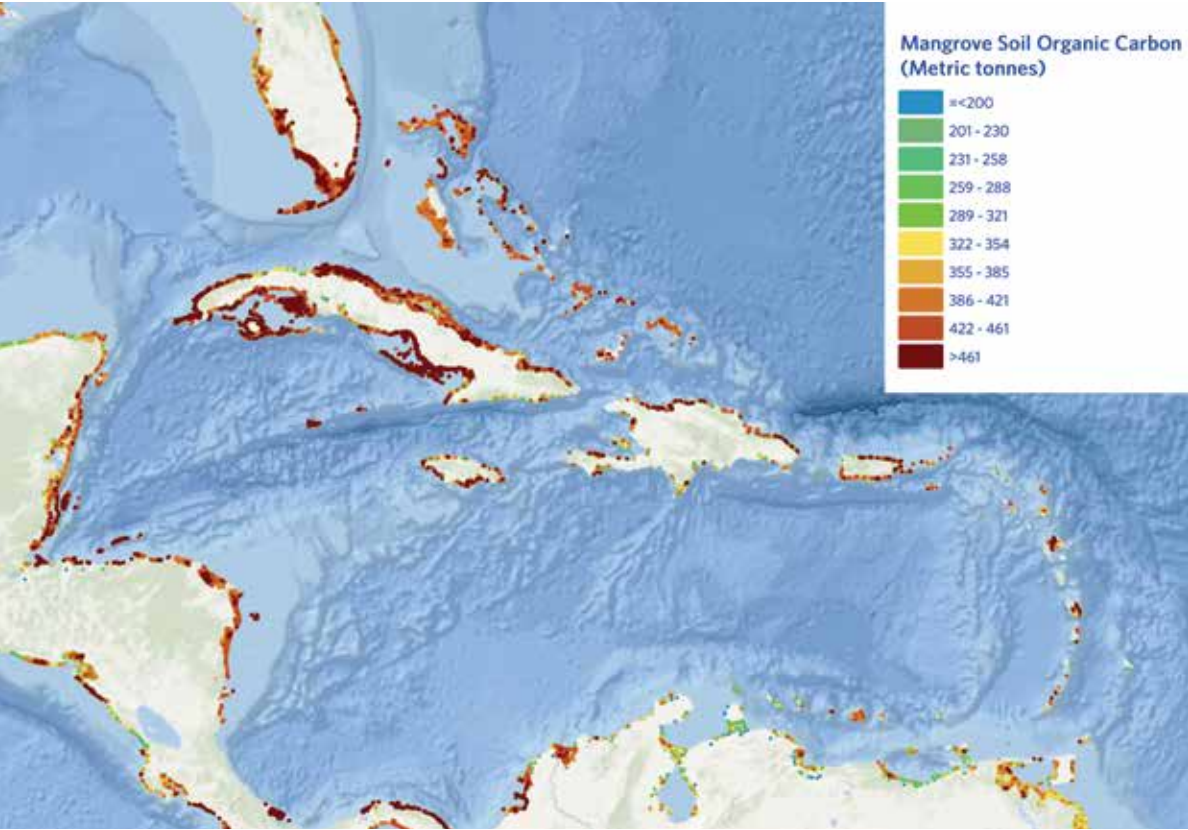 Mangrove Soil Organic Carbon
(Metric tonnes)
=<200
201 - 230
231 - 258
259 - 288
289 - 321
322 - 354
355 - 385
386 - 421
422 - 461
>461